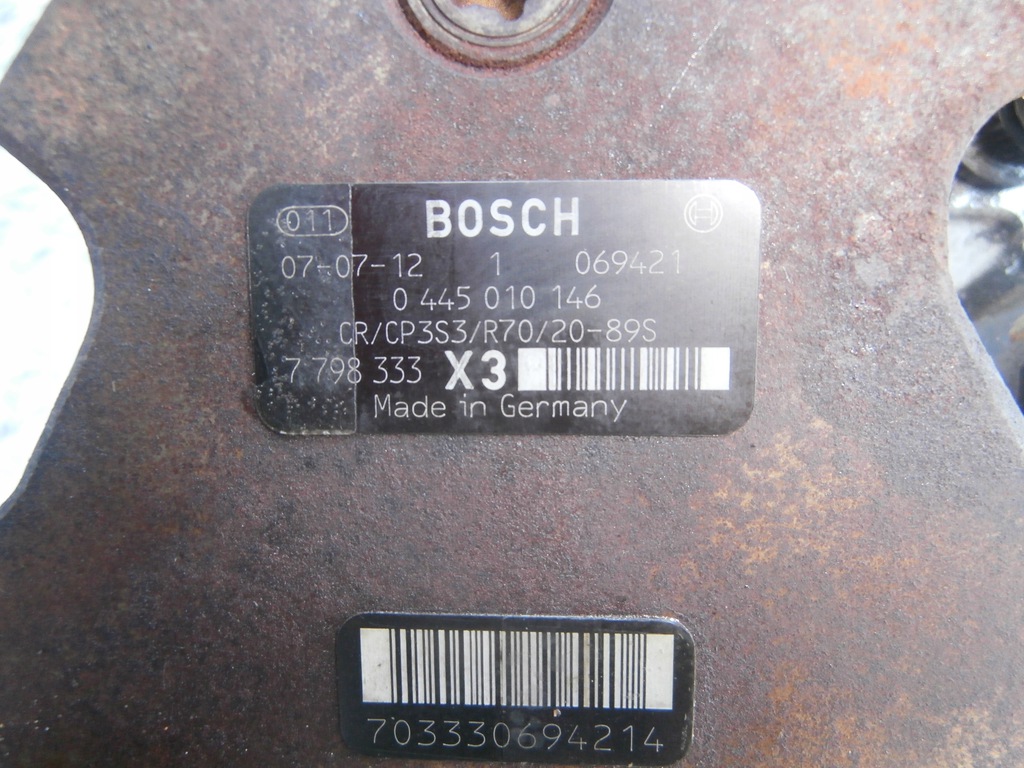 011 BOSCH
07-07-12 1 069421
0 445 010 146
CR/CP3S3/R70/20-89S
7 798 333 X3
Made in Germany
703330694214